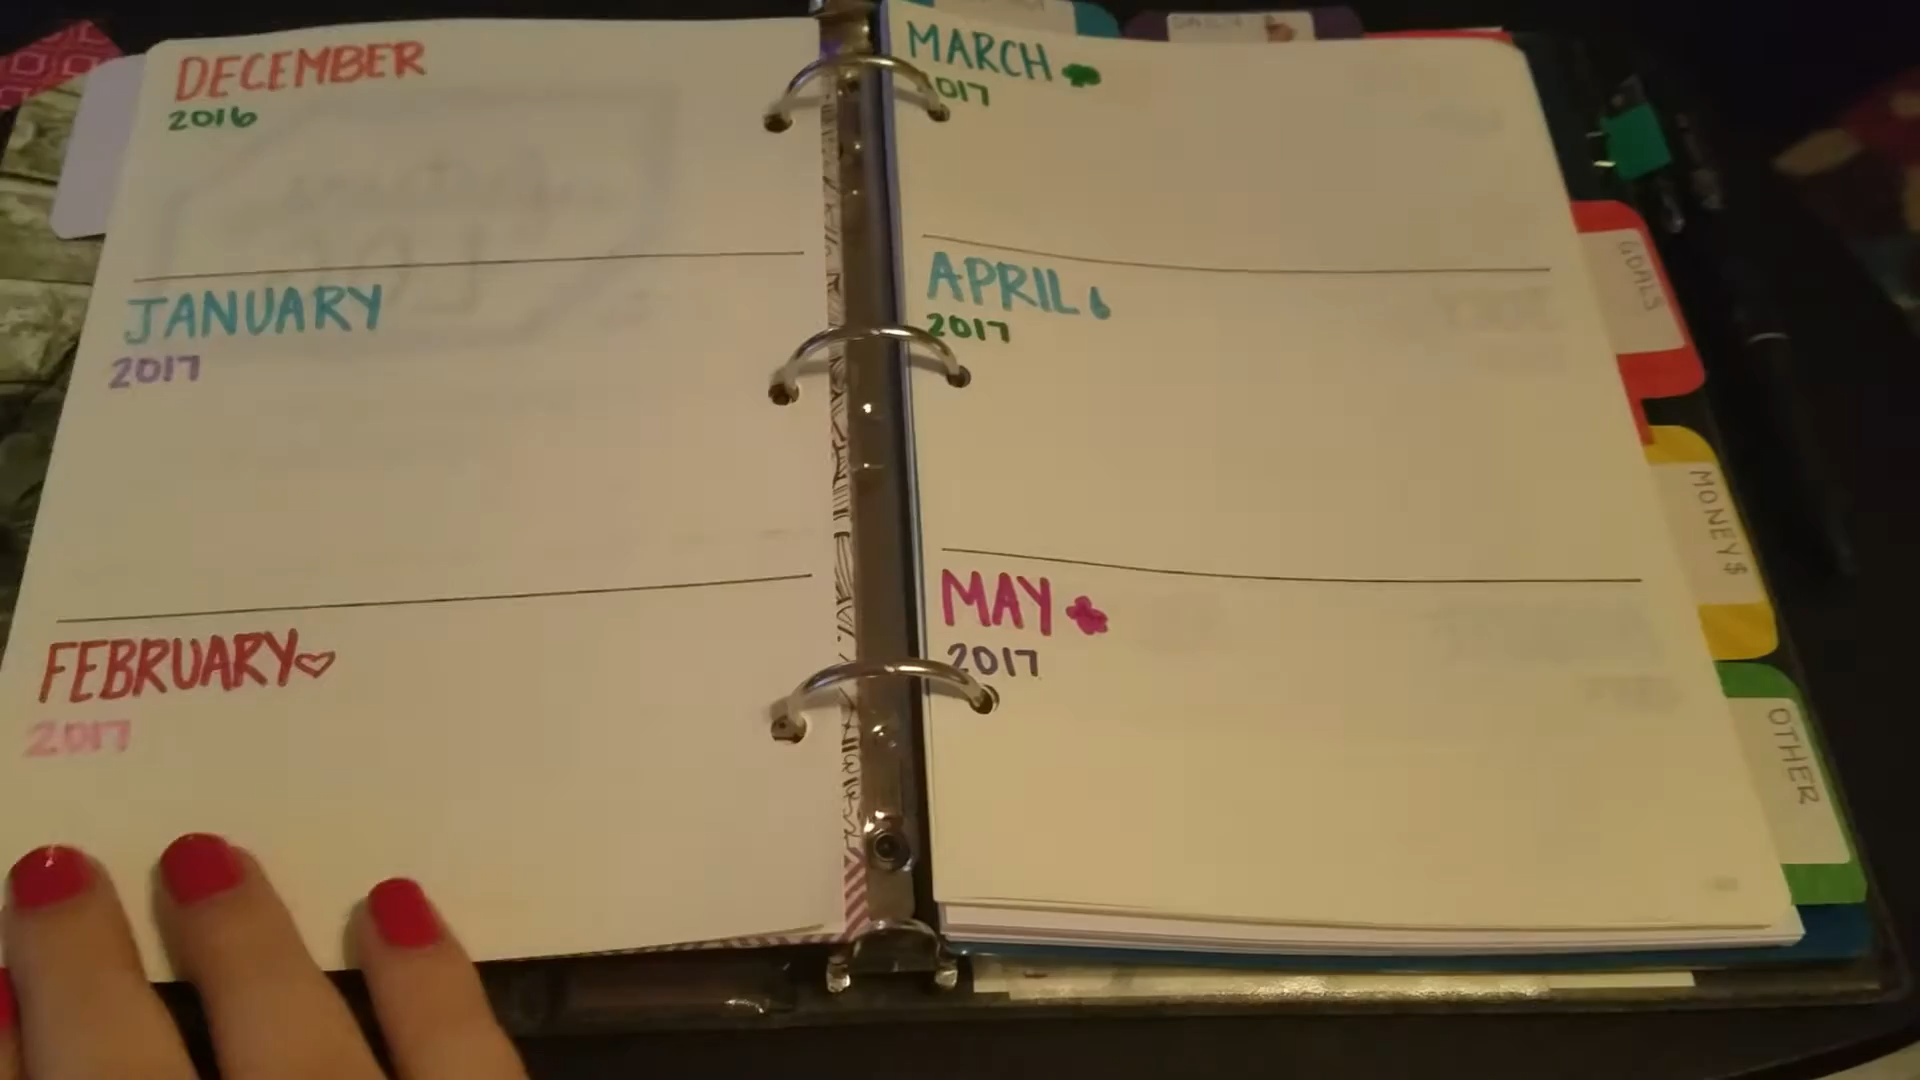 DECEMBER
2016
JANUARY
2017
FEBRUARY
2017
MARCH
2017
APRIL
2017
MAY
2017
GOALS
MONEY$
OTHER